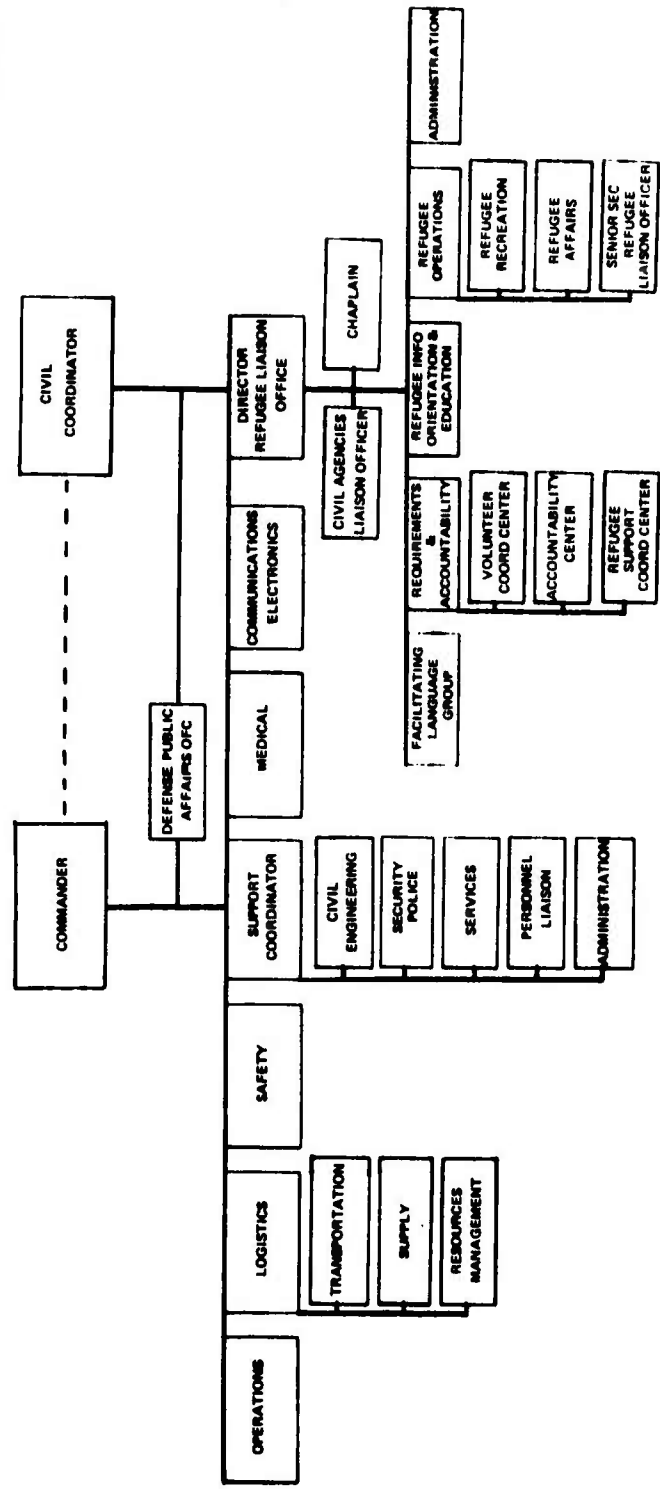 COMMANDER
CIVIL
COORDINATOR
DEFENSE PUBLIC
AFFAIRS OFC
OPERATIONS
LOGISTICS
TRANSPORTATION
SUPPLY
RESOURCES
MANAGEMENT
SAFETY
SUPPORT
COORDINATOR
CIVIL
ENGINEERING
SECURITY
POLICE
SERVICES
PERSONNEL
LIAISON
ADMINISTRATION
MEDICAL
COMMUNICATIONS
ELECTRONICS
DIRECTOR
REFUGEE LIAISON
OFFICE
CIVIL AGENCIES
LIAISON OFFICER
CHAPLAIN
FACILITATING
LANGUAGE
GROUP
REQUIREMENTS
&
ACCOUNTABILITY
VOLUNTEER
COORD CENTER
ACCOUNTABILITY
CENTER
REFUGEE
SUPPORT
COORD CENTER
REFUGEE INFO
ORIENTATION &
EDUCATION
REFUGEE
OPERATIONS
REFUGEE
RECREATION
REFUGEE
AFFAIRS
SENIOR SEC
REFUGEE
LIAISON OFFICER
ADMINISTRATION